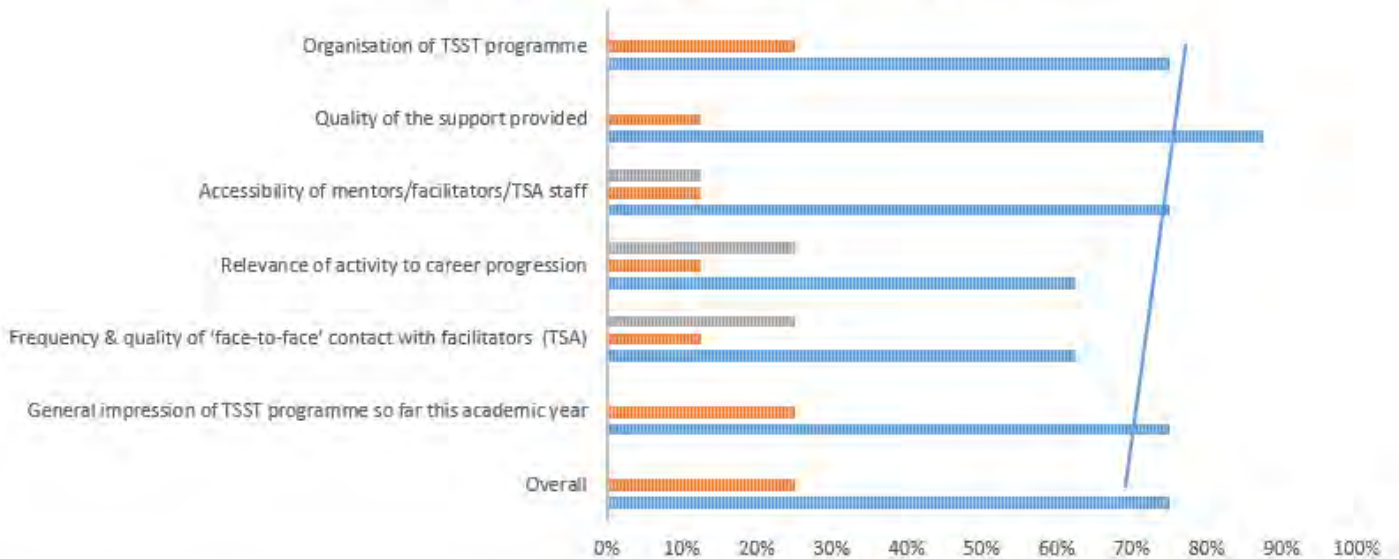 Organisation of TSST programme
Quality of the support provided
Accessibility of mentors/facilitators/TSA staff
Relevance of activity to career progression
Frequency & quality of 'face-to-face' contact with facilitators (TSA)
General impression of TSST programme so far this academic year
Overall
0% 10% 20% 30% 40% 50% 60% 70% 80% 90% 100%